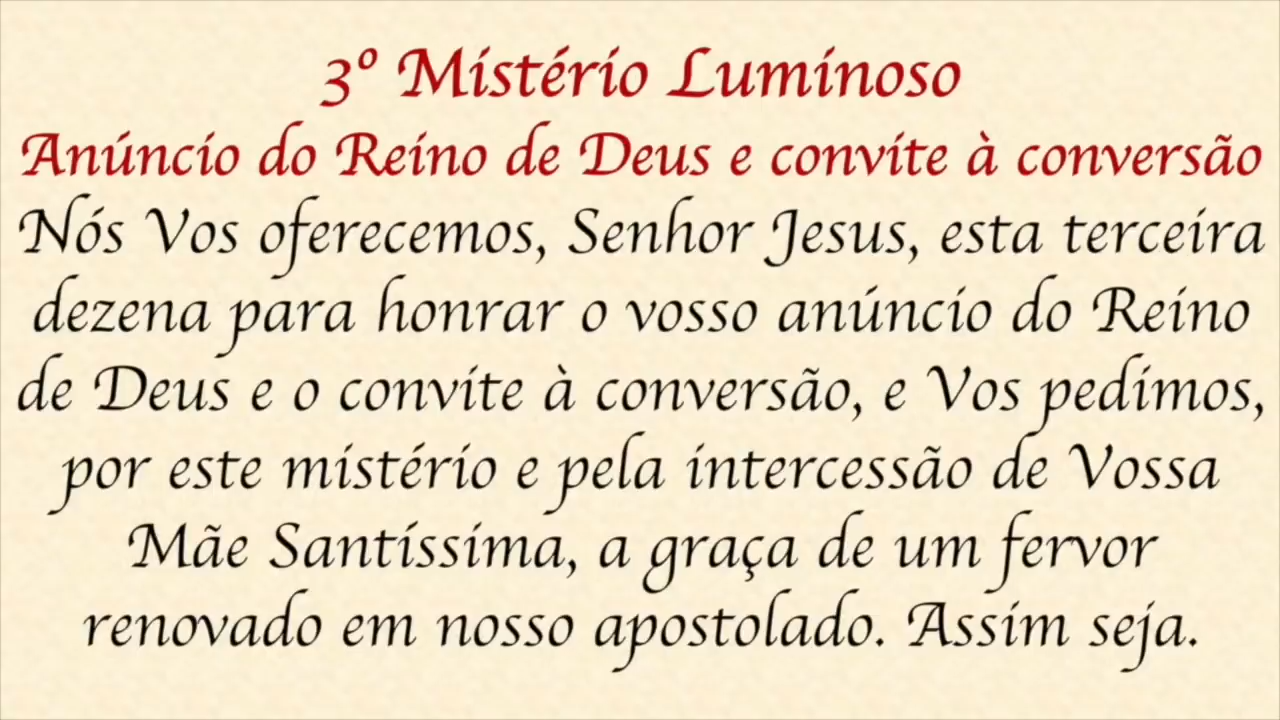 3º Mistério Luminoso
Anúncio do Reino de Deus e convite à conversão
Nós Vos oferecemos, Senhor Jesus, esta terceira
dezena para honrar o vosso anúncio do Reino
de Deus e o convite à conversão, e Vos pedimos,
por este mistério e pela intercessão de Vossa
Mãe Santíssima, a graça de um fervor
renovado em nosso apostolado. Assim seja.